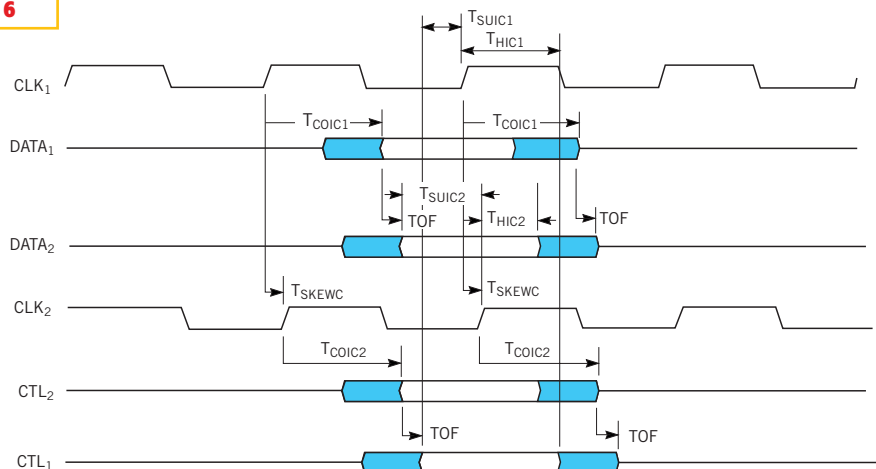 6
TSUIC1
THIC1
CLK1
TCOIC1 TCOIC1
DATA1
TSUIC2
TOF THIC2 TOF
DATA2
TSKEWC TSKEWC
CLK2
TCOIC2 TCOIC2
CTL2
TOF TOF
CTL1